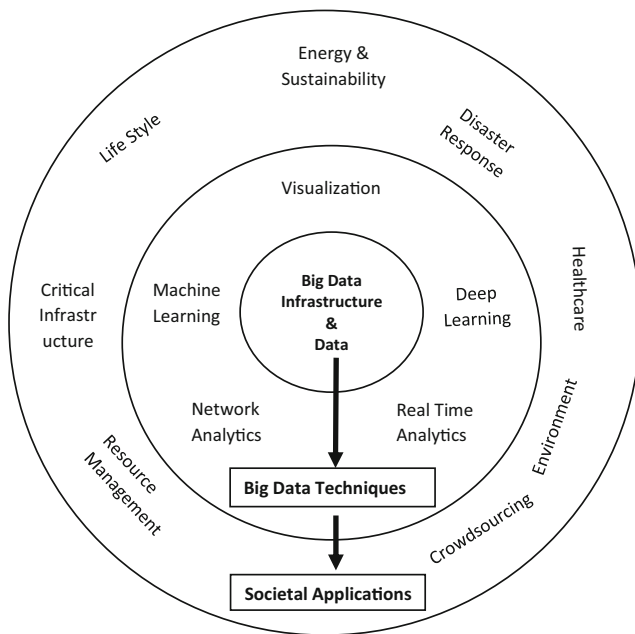 Energy &
Sustainability
Life Style
Disaster
Response
Visualization
Healthcare
Critical
Infrastr
ucture
Machine
Learning
Big Data
Infrastructure
&
Data
Deep
Learning
Network
Analytics
Real Time
Analytics
Environment
Resource
Management
Big Data Techniques
Crowdsourcing
Societal Applications